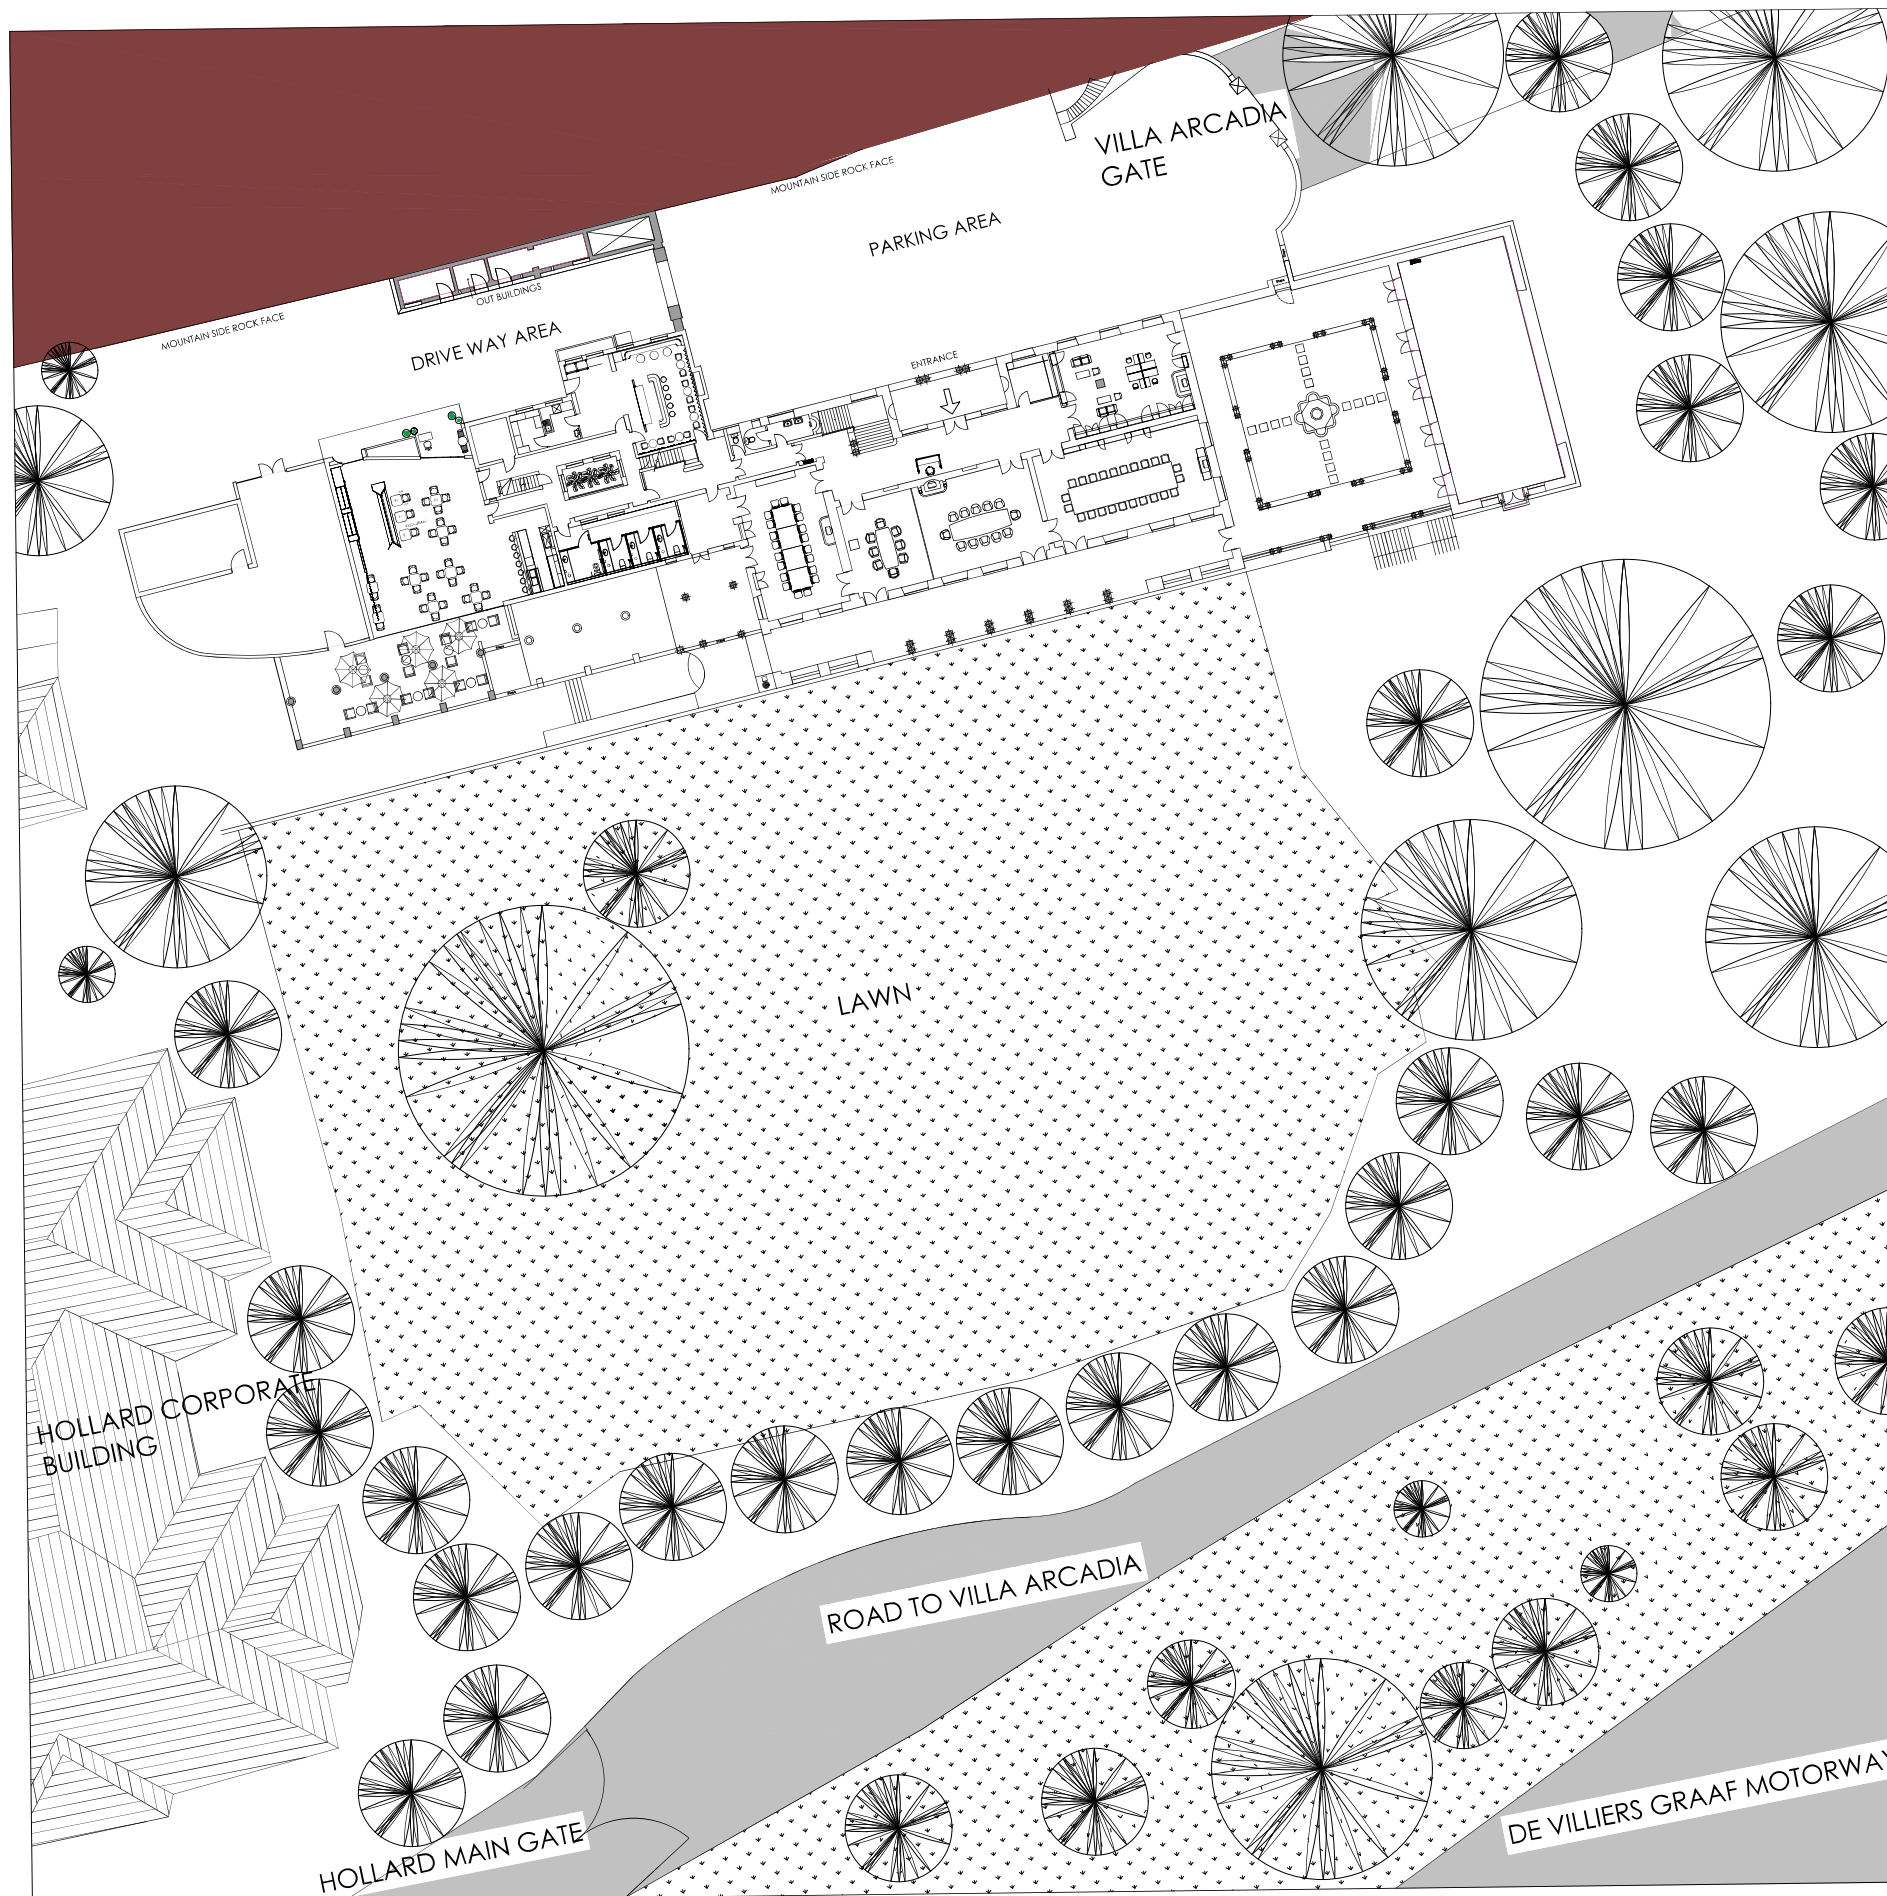 VILLA ARCADIA
GATE
MOUNTAIN SIDE ROCK FACE
PARKING AREA
OUT BUILDINGS
MOUNTAIN SIDE ROCK FACE
DRIVE WAY AREA
ENTRANCE
LAWN
HOLLARD CORPORATE
BUILDING
ROAD TO VILLA ARCADIA
DE VILLIERS GRAAF MOTORWAY
HOLLARD MAIN GATE